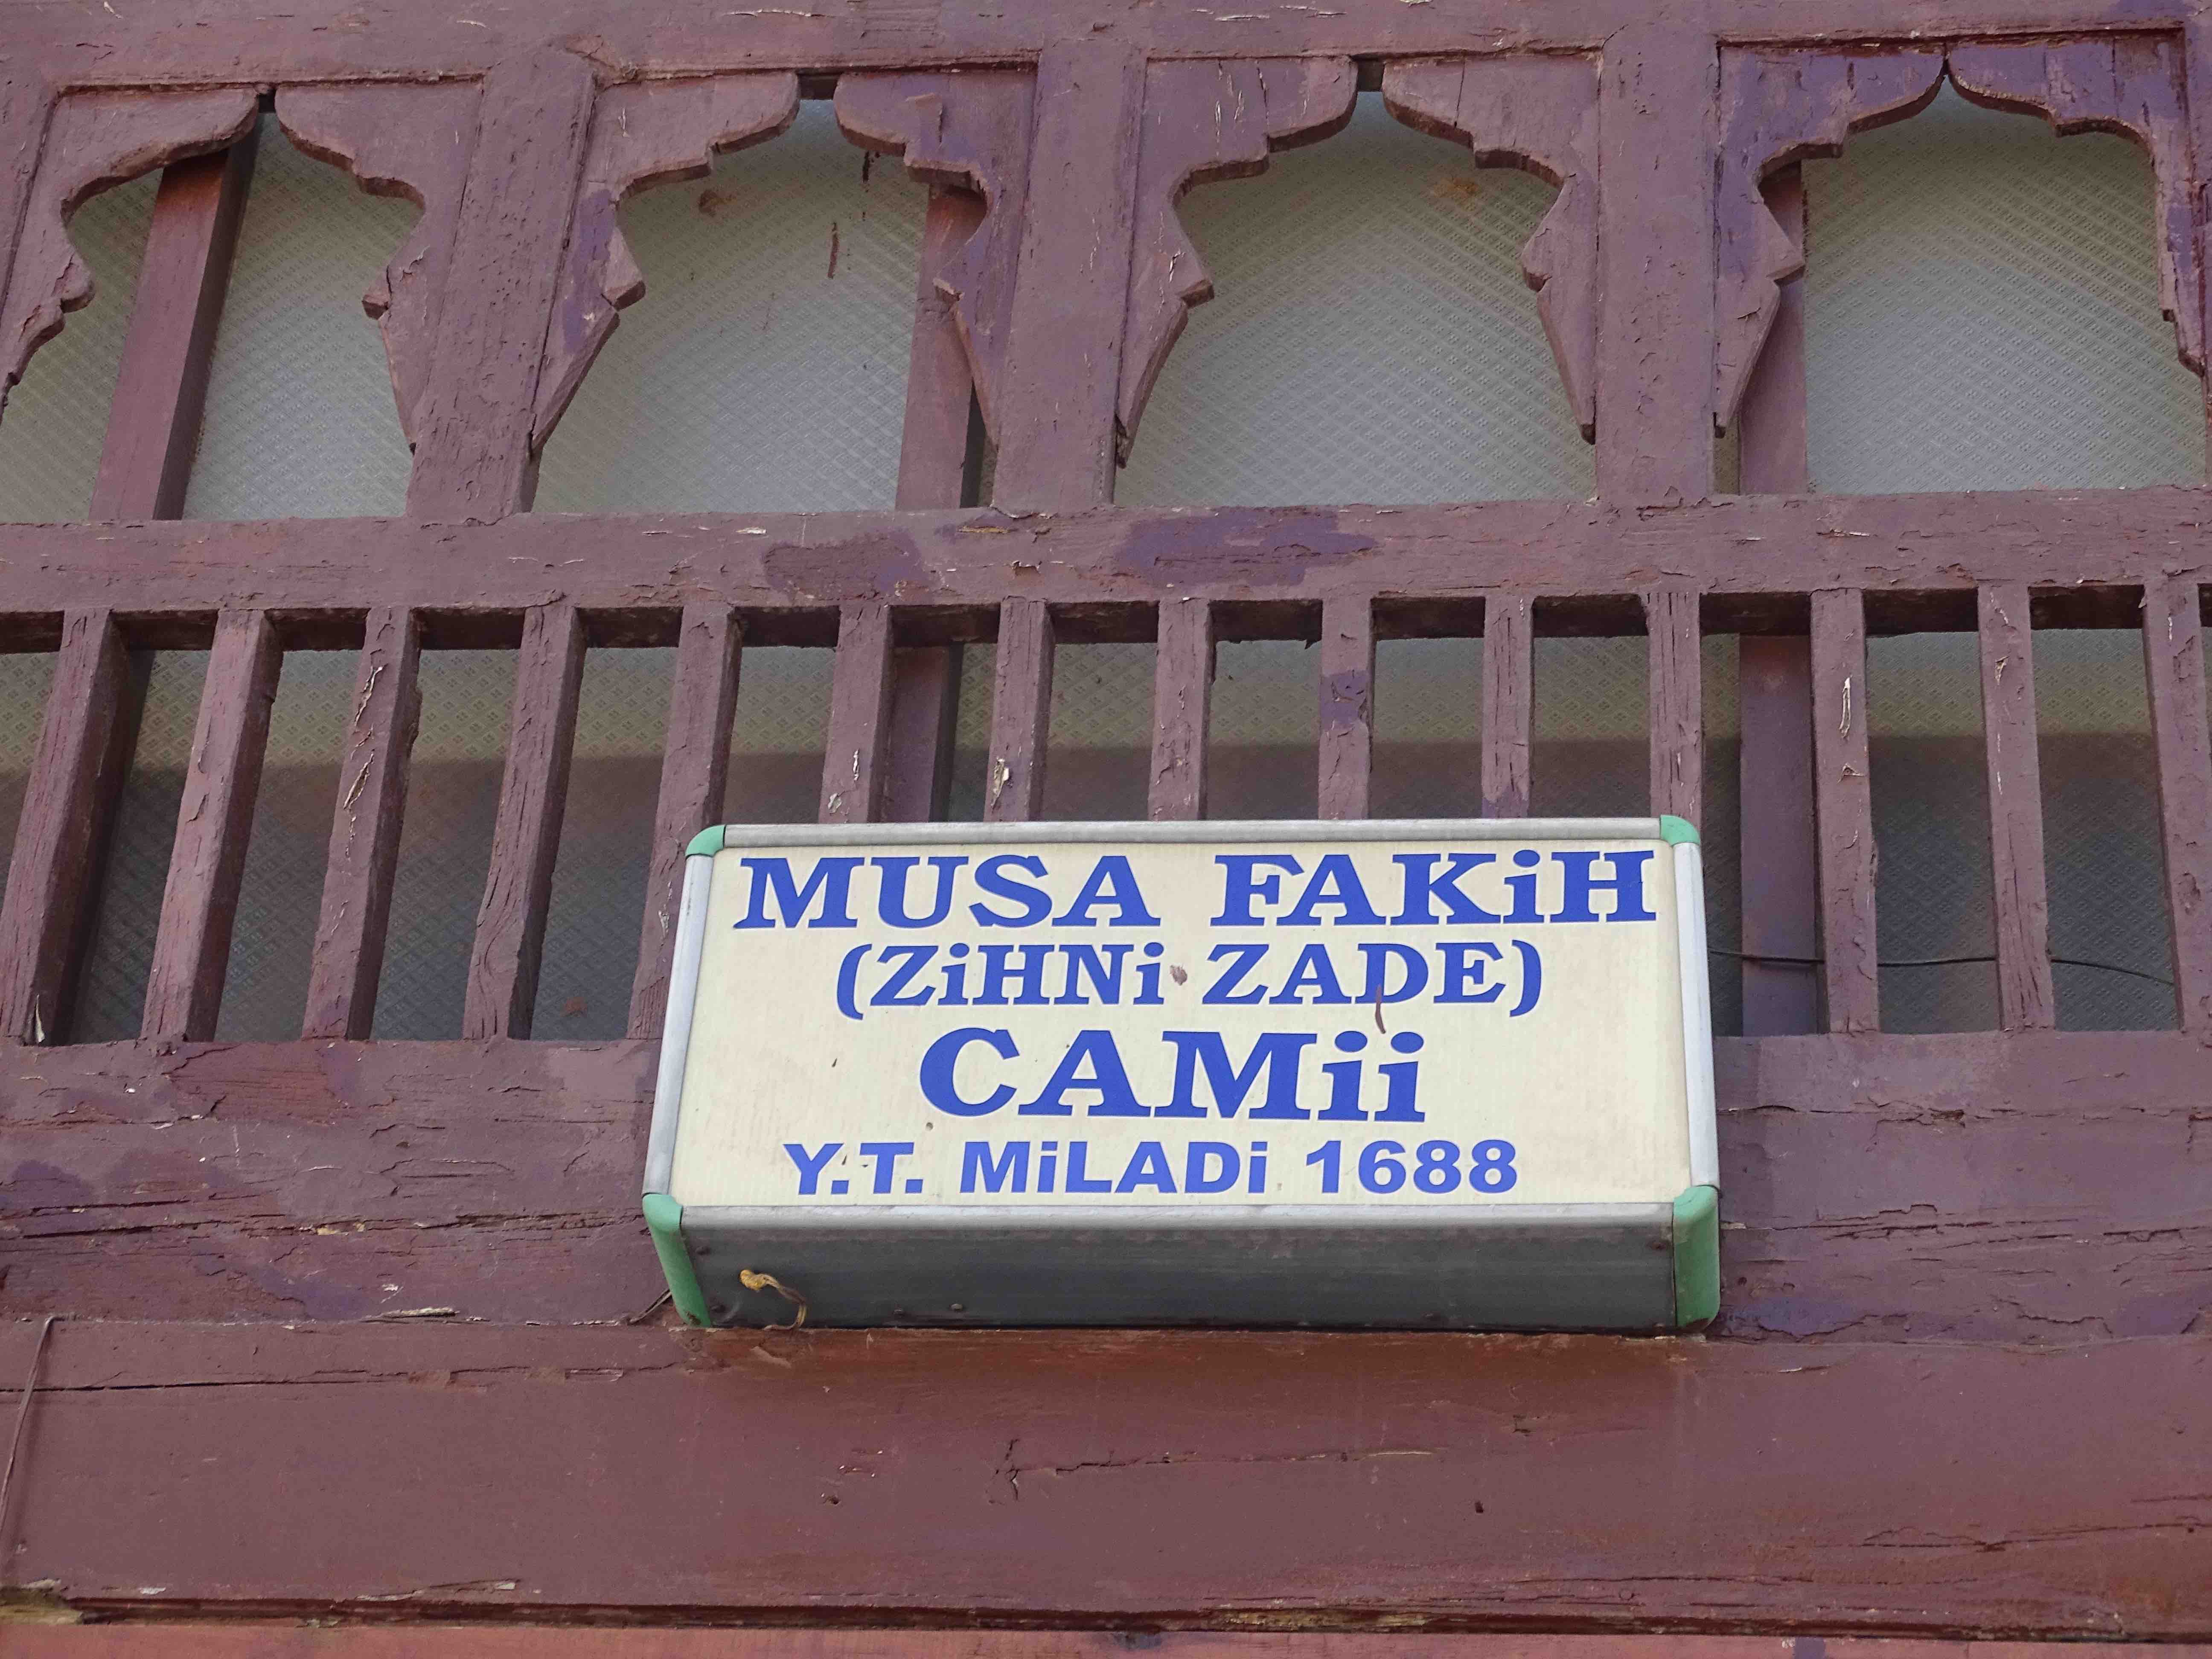 MUSA FAKiH
(ZiHNi ZADE)
CAMii
Y.T. MiLADi 1688